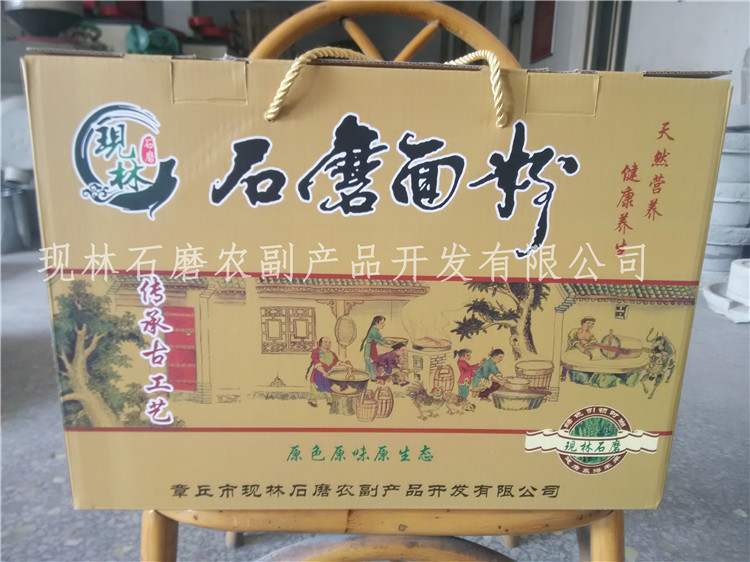 现林
石磨
石磨面粉
天然营养
健康养生
现林石磨农副产品开发有限公司
传承古工艺
现林石磨
原色原味原生态
章丘市现林石磨农副产品开发有限公司